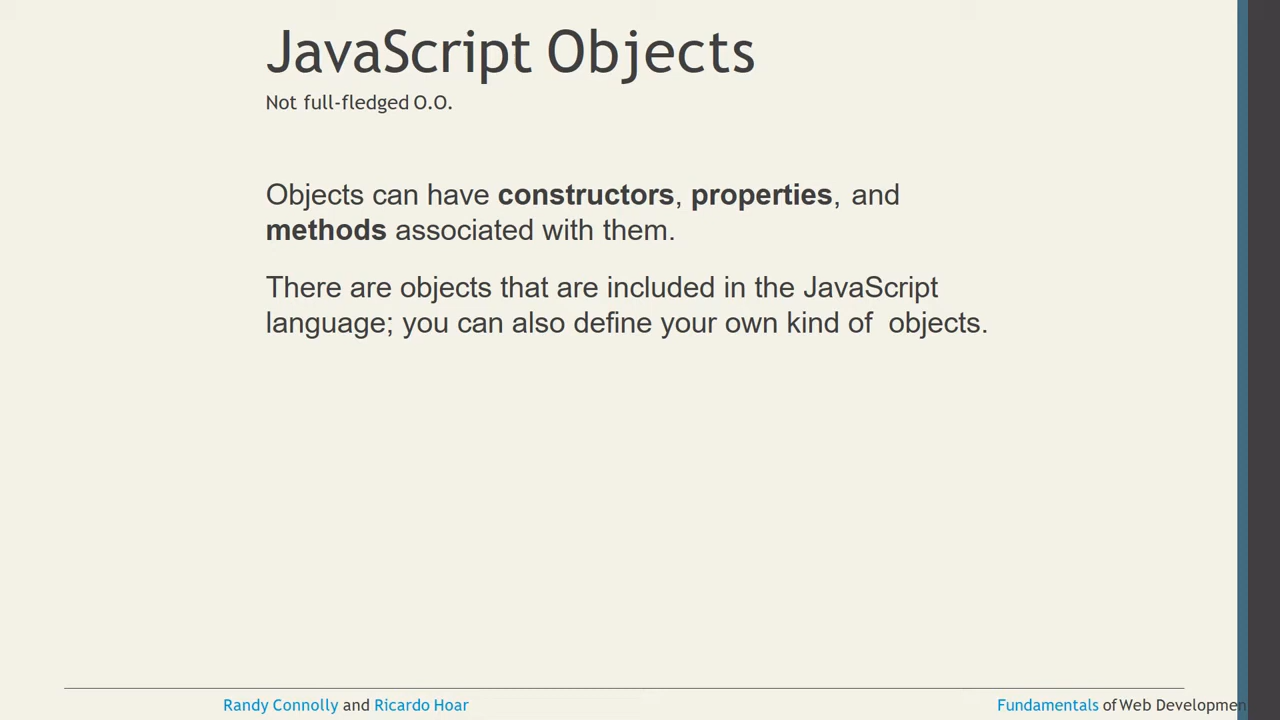 JavaScript Objects
Not full-fledged O.O.
Objects can have constructors, properties, and
methods associated with them.
There are objects that are included in the JavaScript
language; you can also define your own kind of objects.
Randy Connolly and Ricardo Hoar
Fundamentals of Web Developmen